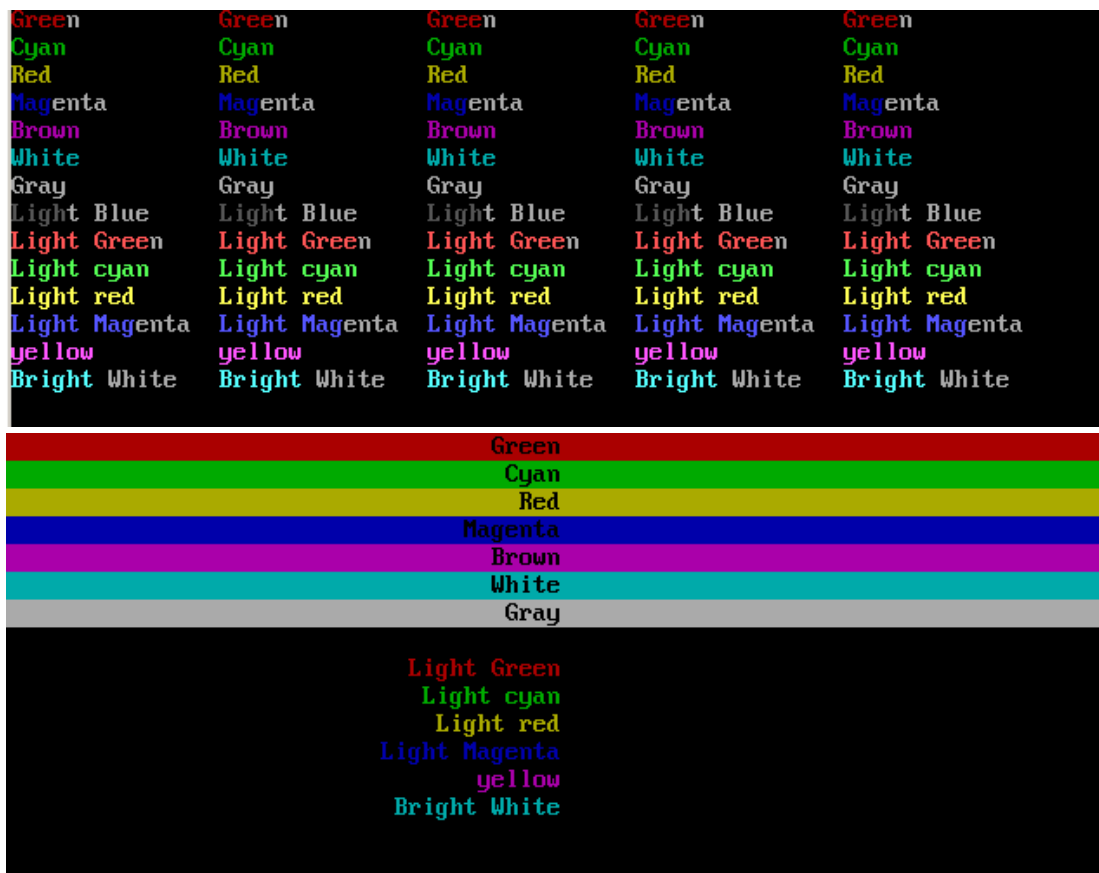 Green Green Green Green Green
Cyan Cyan Cyan Cyan Cyan
Red Red Red Red Red
Magenta Magenta Magenta Magenta Magenta
Brown Brown Brown Brown Brown
White White White White White
Gray Gray Gray Gray Gray
Light Blue Light Blue Light Blue Light Blue Light Blue
Light Green Light Green Light Green Light Green Light Green
Light cyan Light cyan Light cyan Light cyan Light cyan
Light red Light red Light red Light red Light red
Light Magenta Light Magenta Light Magenta Light Magenta Light Magenta
yellow yellow yellow yellow yellow
Bright White Bright White Bright White Bright White Bright White
Green
Cyan
Red
Magenta
Brown
White
Gray
Light Green
Light cyan
Light red
Light Magenta
yellow
Bright White